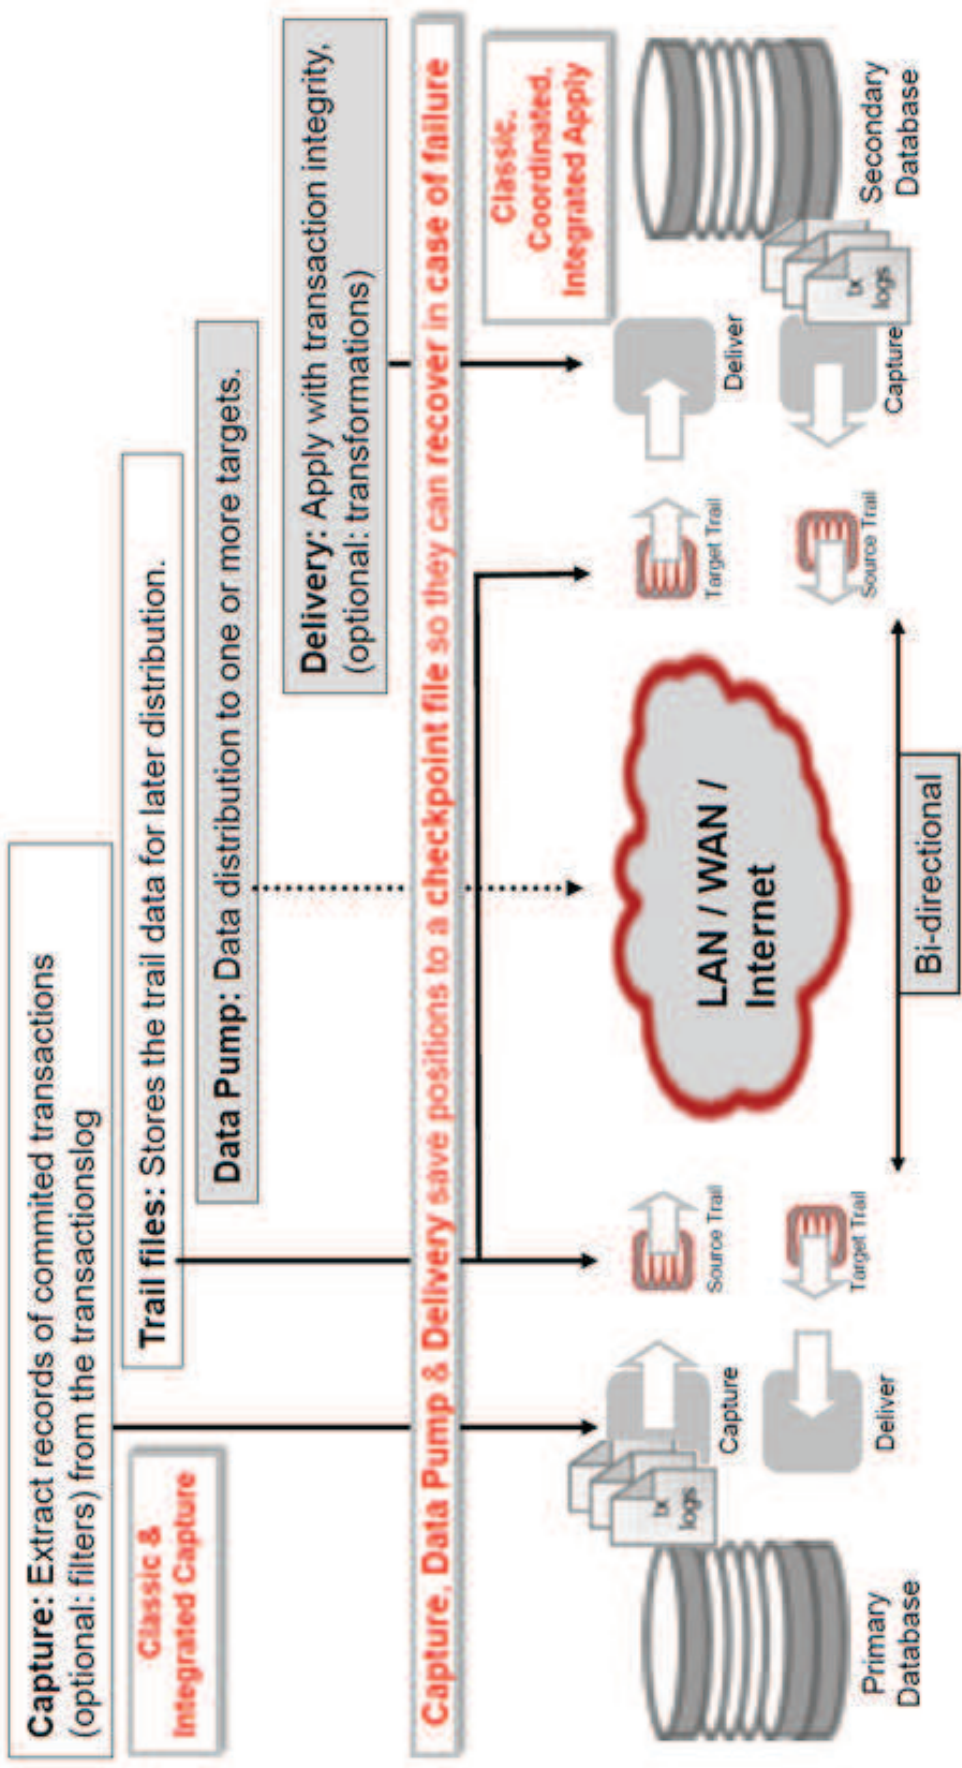 Capture: Extract records of commited transactions
(optional: filters) from the transactionslog
Classic &
Integrated Capture
Trail files: Stores the trail data for later distribution.
Data Pump: Data distribution to one or more targets.
Delivery: Apply with transaction integrity,
(optional: transformations)
Capture, Data Pump & Delivery save positions to a checkpoint file so they can recover in case of failure
Classic,
Coordinated,
Integrated Apply
tx
logs
Capture
Source Trail
LAN / WAN /
Internet
Target Trail
Deliver
Primary
Database
Deliver
Target Trail
Source Trail
Capture
tx
logs
Secondary
Database
Bi-directional